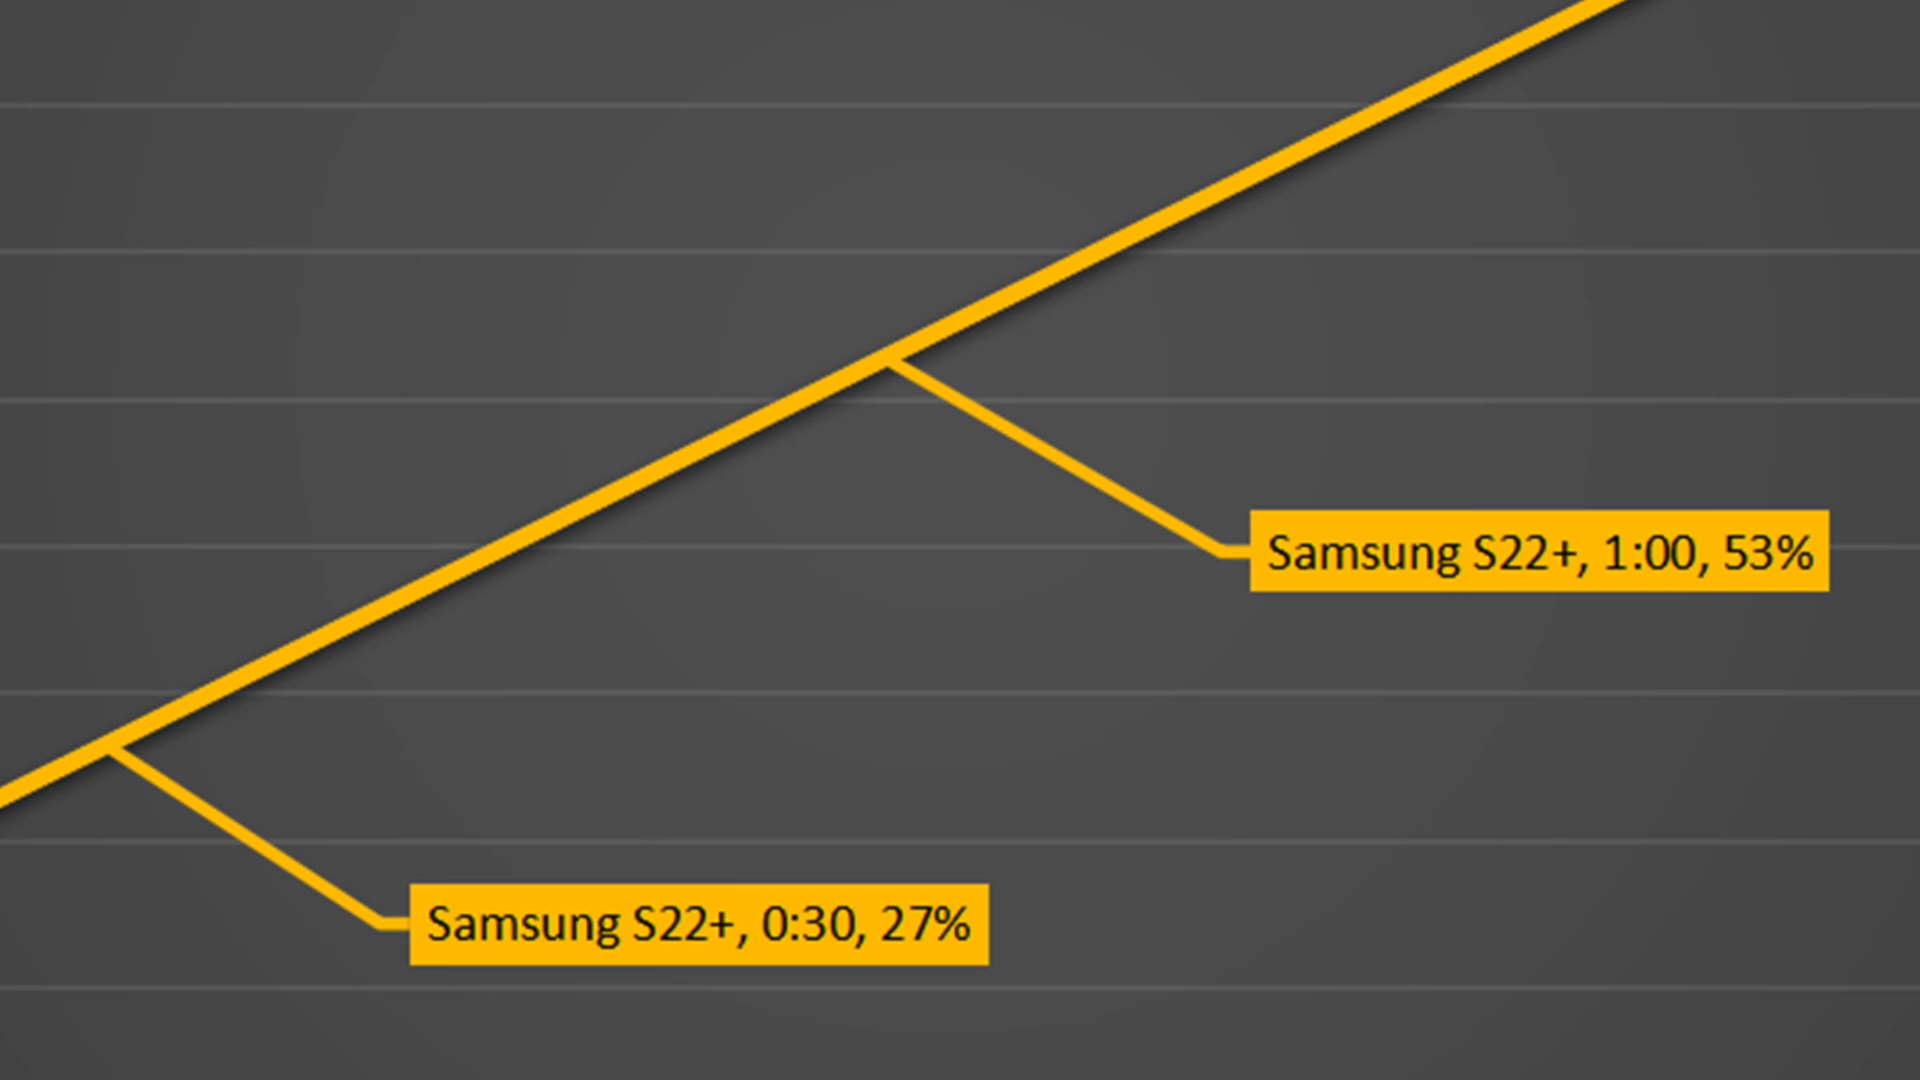 Samsung S22+, 1:00, 53%
Samsung S22+, 0:30, 27%